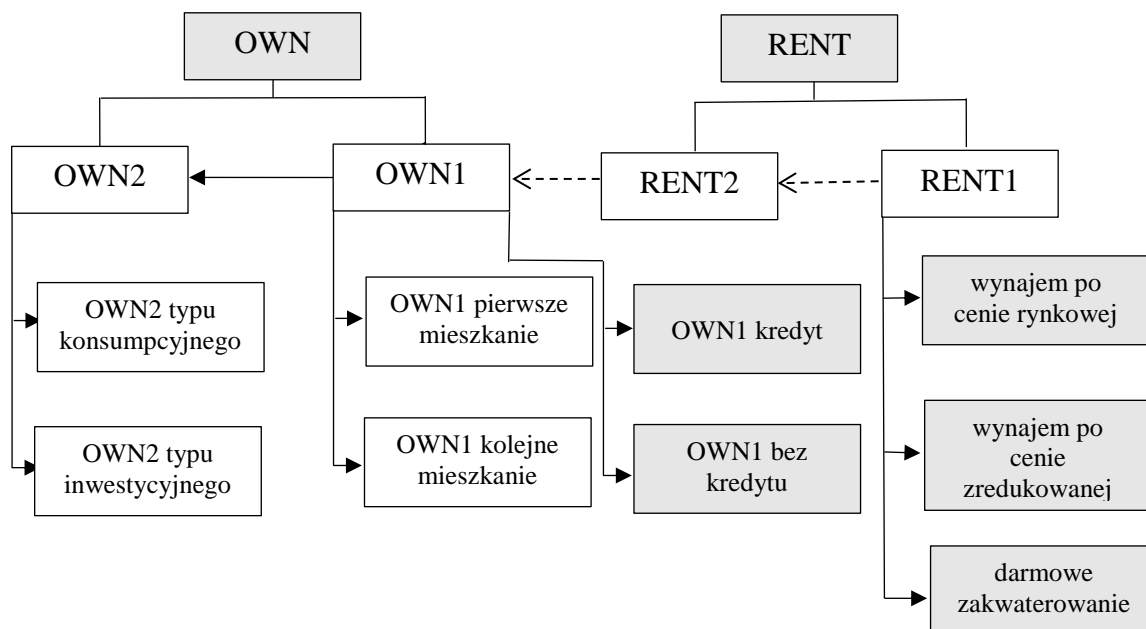 OWN
RENT
OWN2
OWN1
RENT2
RENT1
OWN2 typu
konsumpcyjnego
OWN1 pierwsze
mieszkanie
OWN1 kredyt
wynajem po
cenie rynkowej
OWN2 typu
inwestycyjnego
OWN1 kolejne
mieszkanie
OWN1 bez
kredytu
wynajem po
cenie
zredukowanej
darmowe
zakwaterowanie